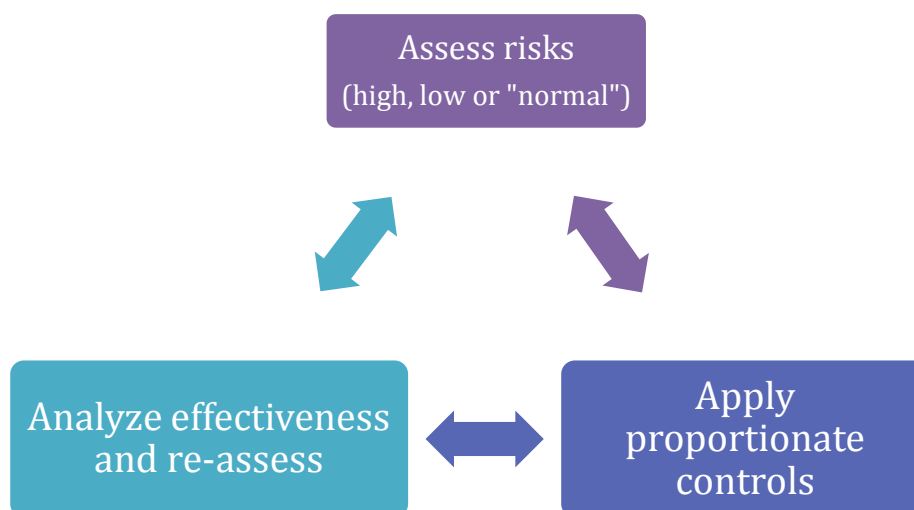 Assess risks
(high, low or "normal")
Analyze effectiveness
and re-assess
Apply
proportionate
controls